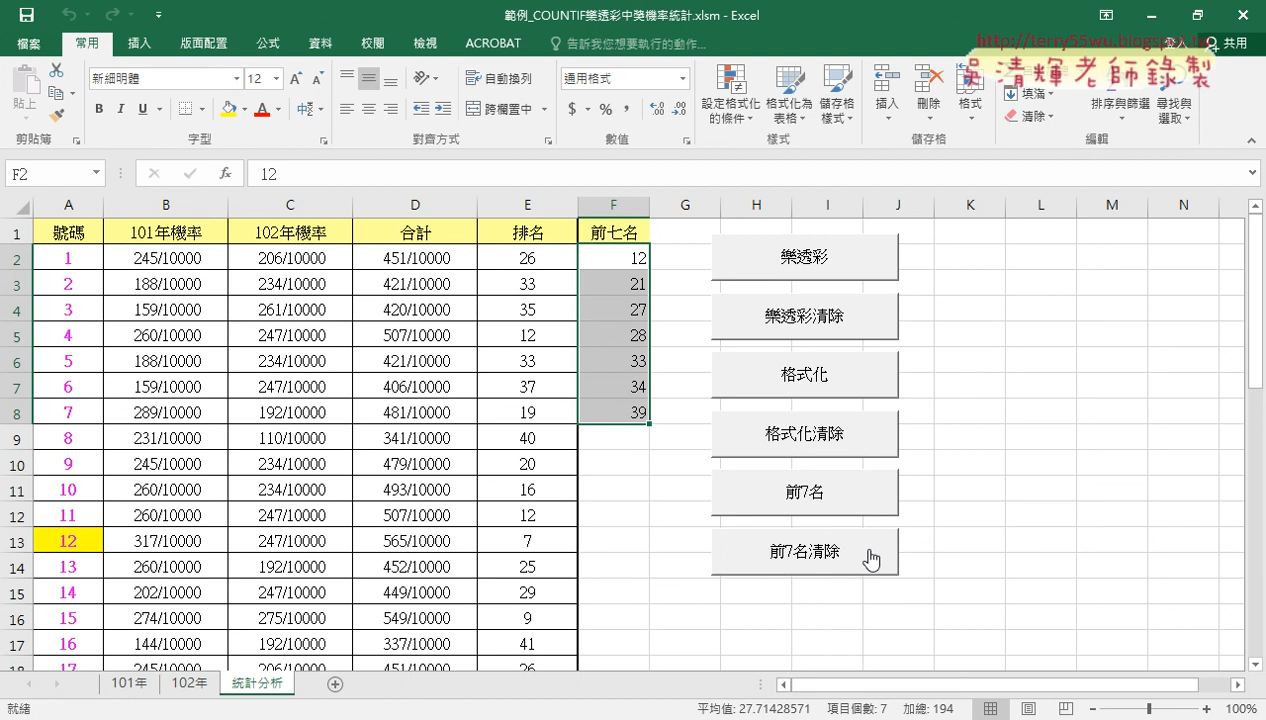 範例_COUNTIF樂透彩中獎機率統計.xlsm - Excel
http://terry55wu.blogspot.tw
吳清輝老師錄製
檔案 常用 插入 版面配置 公式 資料 校閱 檢視 ACROBAT 告訴我您想要執行的動作... 登入 共用
貼上 新細明體 12 自動換列 通用格式 設定格式化的條件 格式化為表格 儲存格樣式 插入 刪除 格式 填滿 排序與篩選 尋找與選取
B I U 跨欄置中 $ % , 清除
剪貼簿 字型 對齊方式 數值 樣式 儲存格 編輯
F2 fx 12
A B C D E F G H I J K L M N
1 號碼 101年機率 102年機率 合計 排名 前七名
2 1 245/10000 206/10000 451/10000 26 12
3 2 188/10000 234/10000 421/10000 33 21
4 3 159/10000 261/10000 420/10000 35 27
5 4 260/10000 247/10000 507/10000 12 28
6 5 188/10000 234/10000 421/10000 33 33
7 6 159/10000 247/10000 406/10000 37 34
8 7 289/10000 192/10000 481/10000 19 39
9 8 231/10000 110/10000 341/10000 40
10 9 245/10000 234/10000 479/10000 20
11 10 260/10000 234/10000 493/10000 16
12 11 260/10000 247/10000 507/10000 12
13 12 317/10000 247/10000 565/10000 7
14 13 260/10000 192/10000 452/10000 25
15 14 202/10000 247/10000 449/10000 29
16 15 274/10000 275/10000 549/10000 9
17 16 144/10000 192/10000 337/10000 41
18 17 245/10000 206/10000 451/10000 26
樂透彩
樂透彩清除
格式化
格式化清除
前7名
前7名清除
101年 102年 統計分析
就緒 平均值: 27.71428571 項目個數: 7 加總: 194 100%